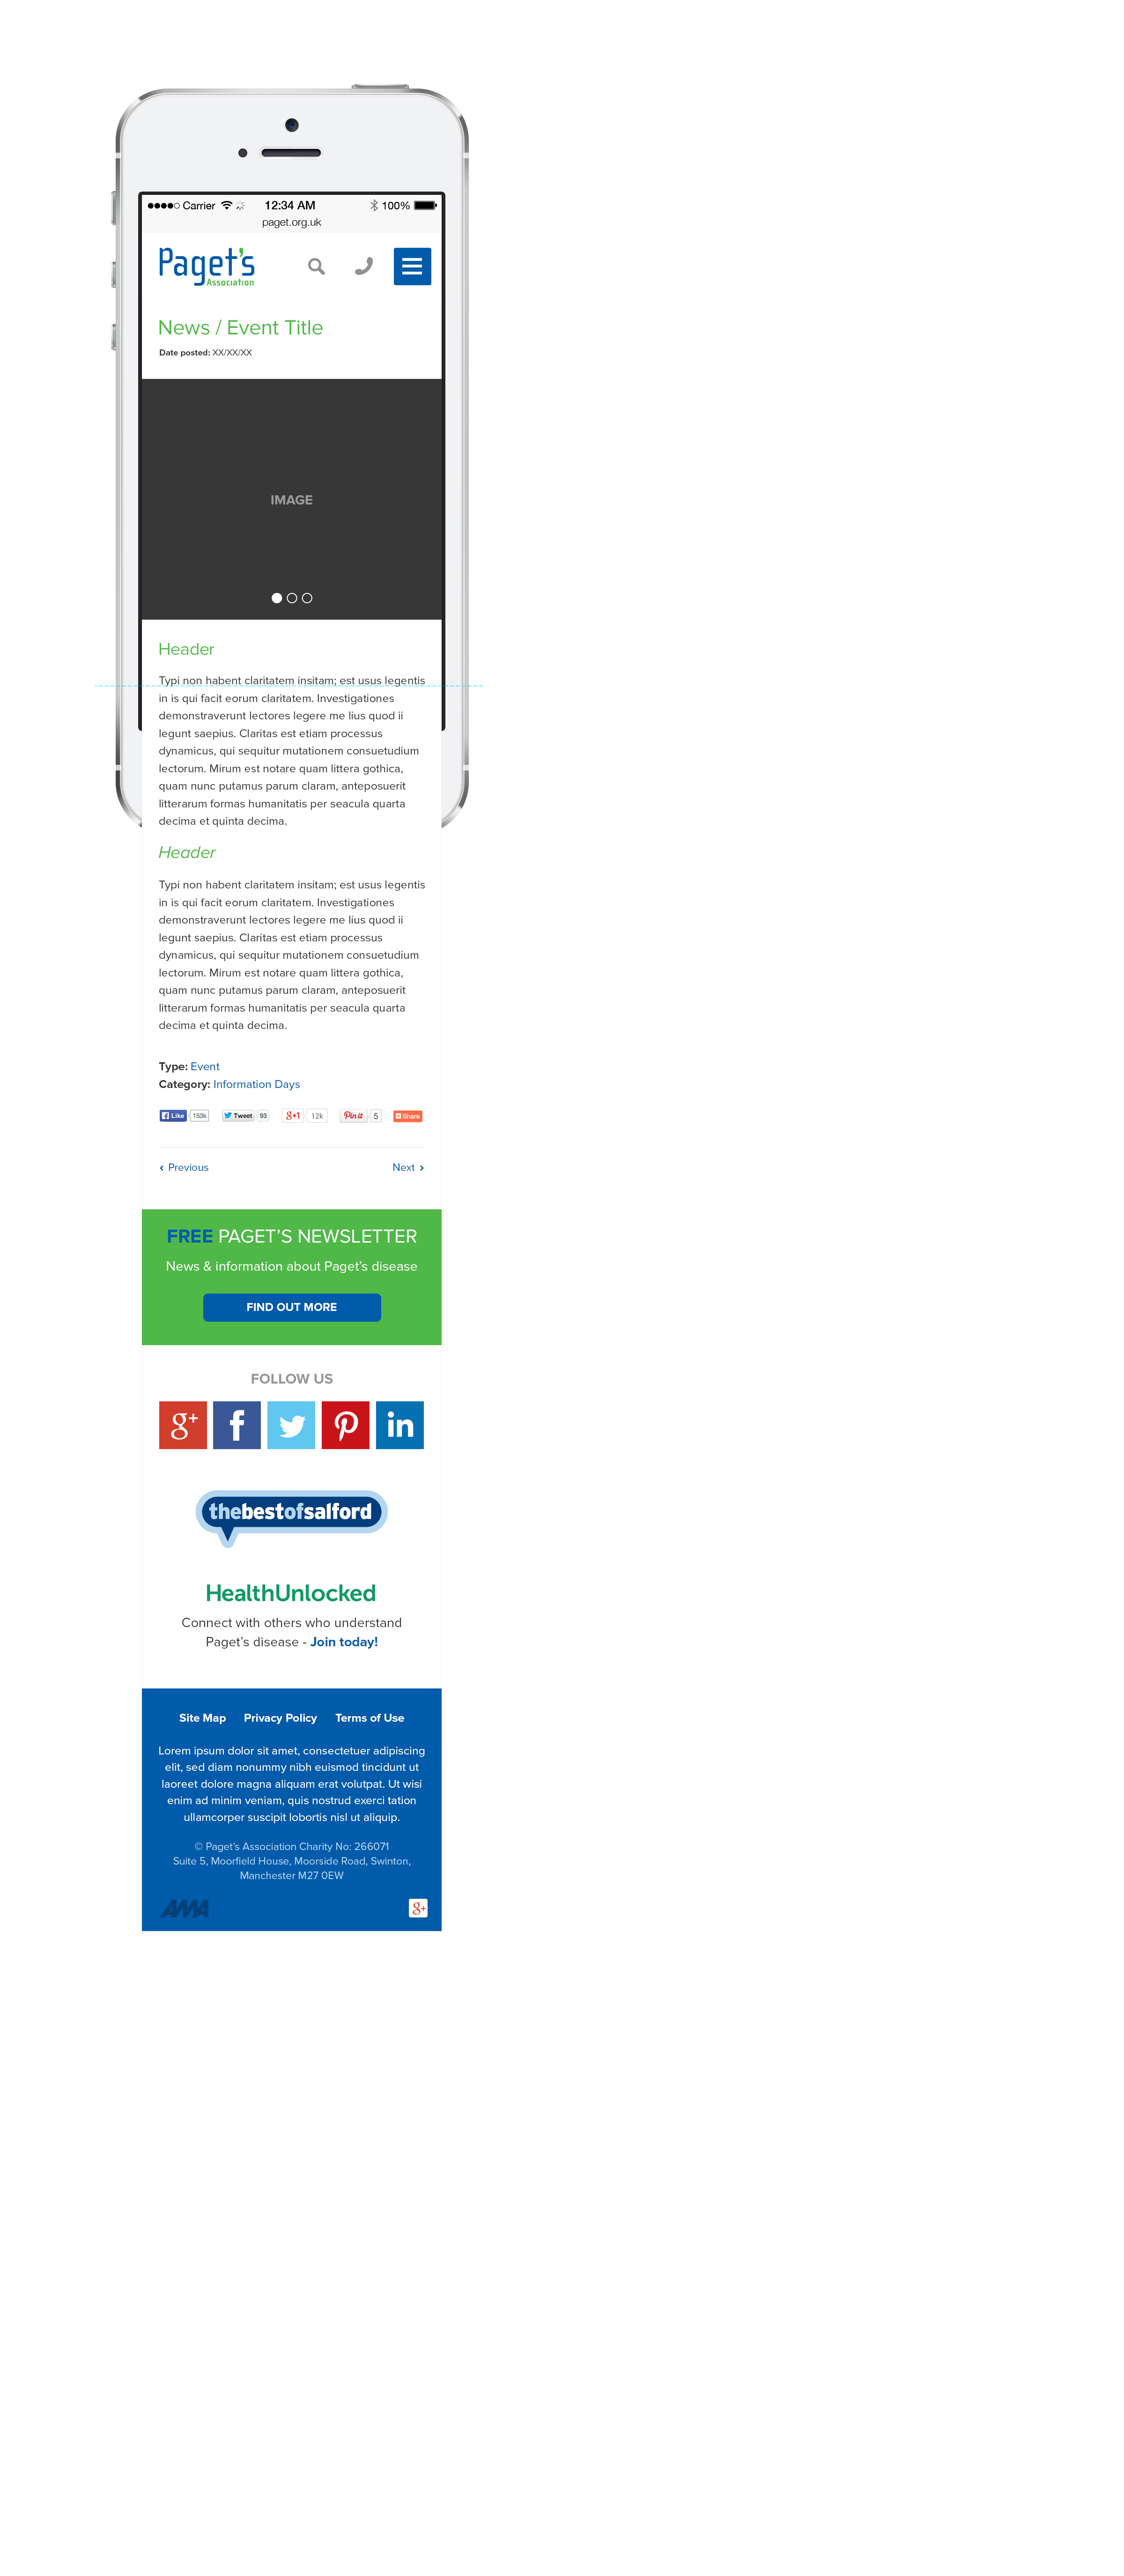 Carrier 12:34 AM 100%
paget.org.uk
Paget's
Association
News / Event Title
Date posted: XX/XX/XX
IMAGE
Header
Typi non habent claritatem insitam; est usus legentis
in is qui facit eorum claritatem. Investigationes
demonstraverunt lectores legere me lius quod ii
legunt saepius. Claritas est etiam processus
dynamicus, qui sequitur mutationem consuetudium
lectorum. Mirum est notare quam littera gothica,
quam nunc putamus parum claram, anteposuerit
litterarum formas humanitatis per seacula quarta
decima et quinta decima.
Header
Typi non habent claritatem insitam; est usus legentis
in is qui facit eorum claritatem. Investigationes
demonstraverunt lectores legere me lius quod ii
legunt saepius. Claritas est etiam processus
dynamicus, qui sequitur mutationem consuetudium
lectorum. Mirum est notare quam littera gothica,
quam nunc putamus parum claram, anteposuerit
litterarum formas humanitatis per seacula quarta
decima et quinta decima.
Type: Event
Category: Information Days
Like 153k Tweet 93 g+1 12k Pin it 5 Share
‹ Previous Next ›
FREE PAGET’S NEWSLETTER
News & information about Paget’s disease
FIND OUT MORE
FOLLOW US
g+ f in
thebestofsalford
HealthUnlocked
Connect with others who understand
Paget’s disease - Join today!
Site Map Privacy Policy Terms of Use
Lorem ipsum dolor sit amet, consectetuer adipiscing
elit, sed diam nonummy nibh euismod tincidunt ut
laoreet dolore magna aliquam erat volutpat. Ut wisi
enim ad minim veniam, quis nostrud exerci tation
ullamcorper suscipit lobortis nisl ut aliquip.
© Paget’s Association Charity No: 266071
Suite 5, Moorfield House, Moorside Road, Swinton,
Manchester M27 0EW
AMA g+